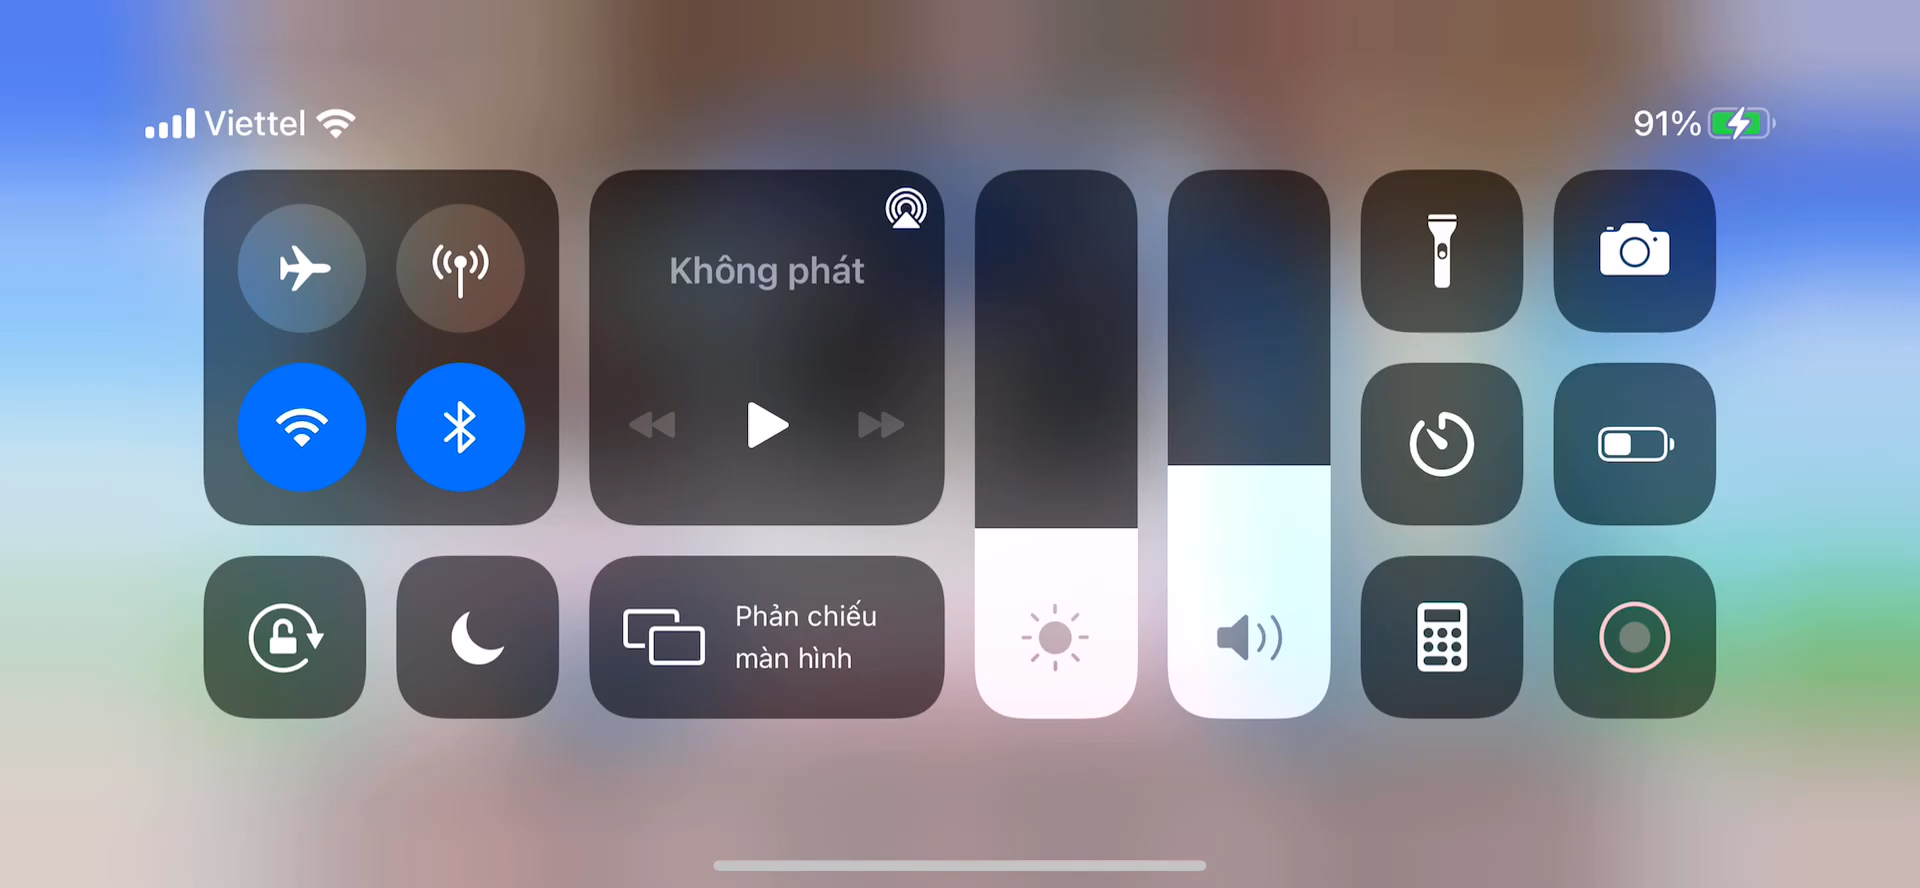 Viettel
91%
Không phát
Phản chiếu
màn hình